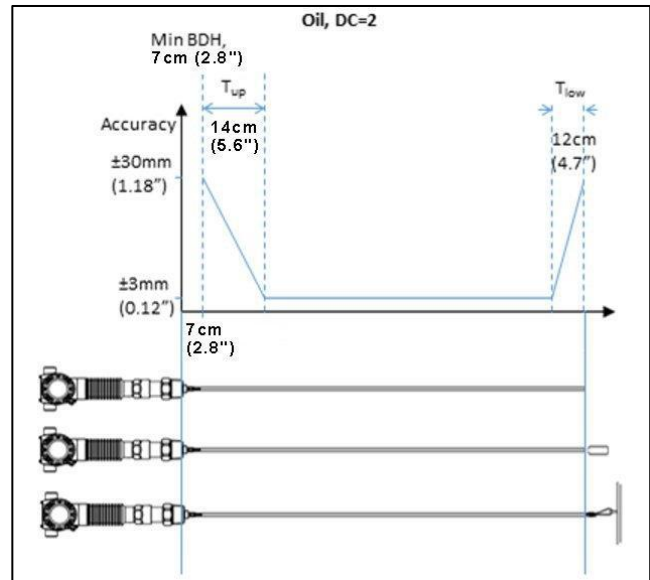 Oil, DC=2
Min BDH,
7cm (2.8")
Tup
Tlow
Accuracy
14cm
(5.6")
12cm
(4.7")
±30mm
(1.18")
±3mm
(0.12")
7cm
(2.8")